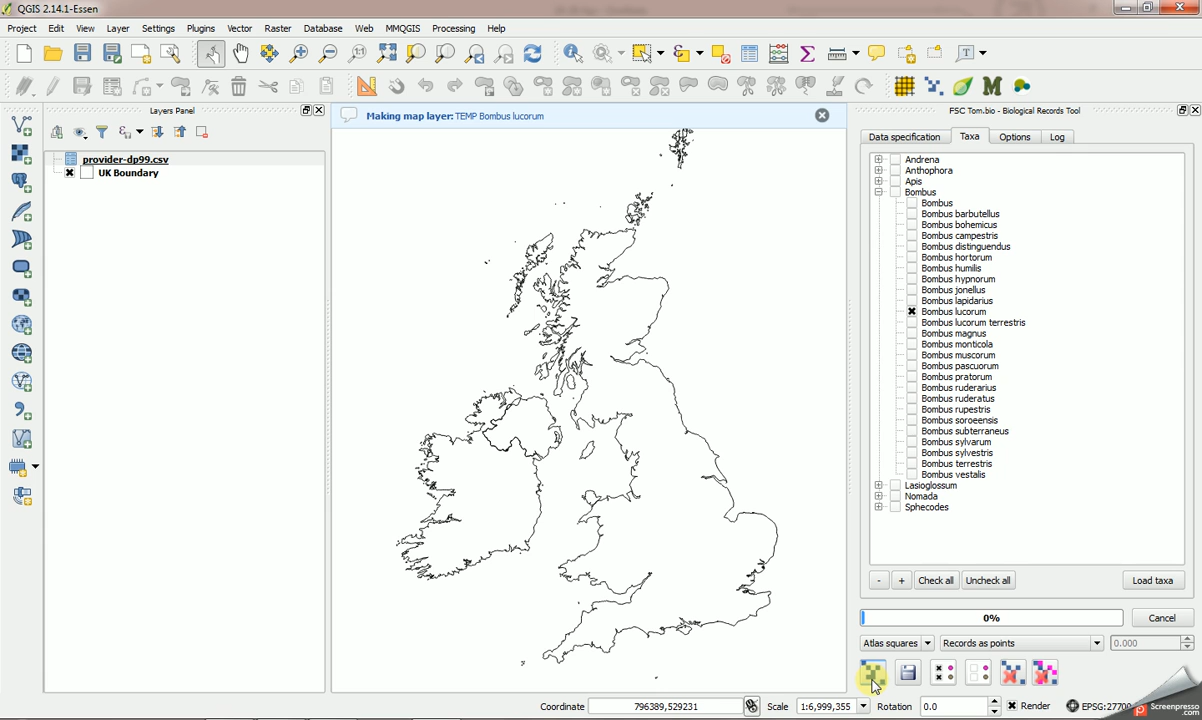 QGIS 2.14.1-Essen
Project Edit View Layer Settings Plugins Vector Raster Database Web MMQGIS Processing Help
Layers Panel
provider-dp99.csv
UK Boundary
Making map layer: TEMP Bombus lucorum
FSC Tom.bio - Biological Records Tool
Data specification Taxa Options Log
Andrena
Anthophora
Apis
Bombus
Bombus
Bombus barbutellus
Bombus bohemicus
Bombus campestris
Bombus distinguendus
Bombus hortorum
Bombus humilis
Bombus hypnorum
Bombus jonellus
Bombus lapidarius
Bombus lucorum
Bombus lucorum terrestris
Bombus magnus
Bombus monticola
Bombus muscorum
Bombus pascuorum
Bombus pratorum
Bombus ruderarius
Bombus ruderatus
Bombus rupestris
Bombus soroeensis
Bombus subterraneus
Bombus sylvarum
Bombus sylvestris
Bombus terrestris
Bombus vestalis
Lasioglossum
Nomada
Sphecodes
- + Check all Uncheck all Load taxa
0% Cancel
Atlas squares Records as points 0.000
Coordinate 796389,529231 Scale 1:6,999,355 Rotation 0.0 Render EPSG:27700
Screenpresso
.com